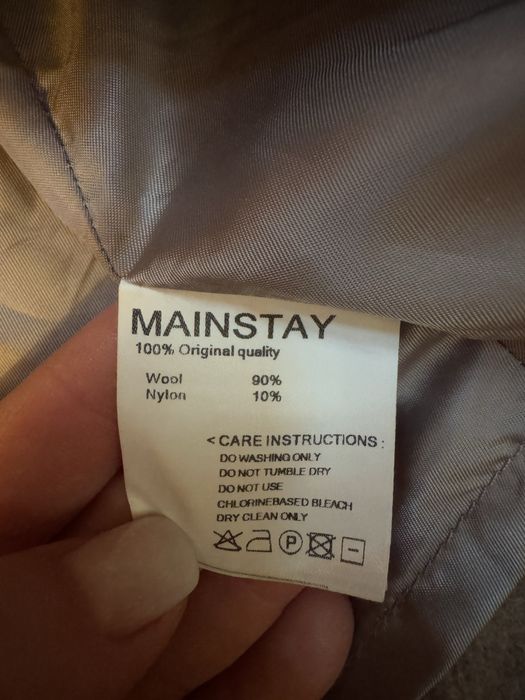 MAINSTAY
100% Original quality
Wool 90%
Nylon 10%
< CARE INSTRUCTIONS :
DO WASHING ONLY
DO NOT TUMBLE DRY
DO NOT USE
CHLORINEBASED BLEACH
DRY CLEAN ONLY
P